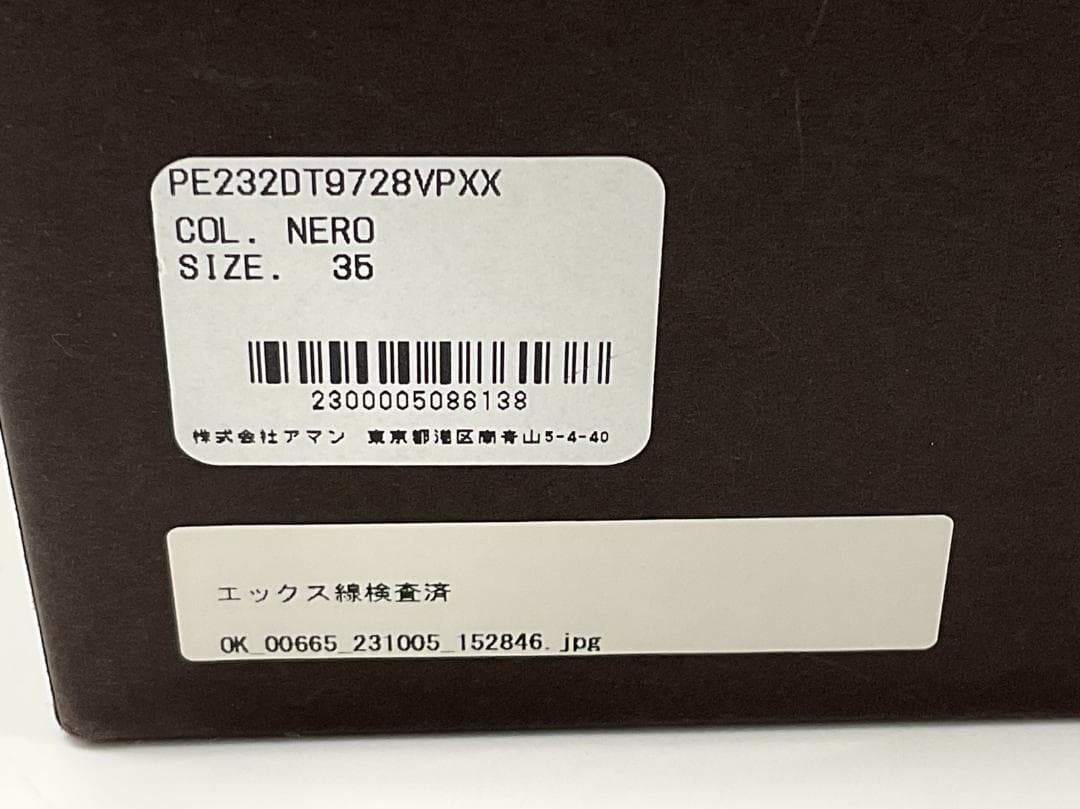 PE232DT9728VPXX
COL. NERO
SIZE. 35
2300005086138
株式会社アマン 東京都港区南青山5-4-40
エックス線検査済
OK_00665_231005_152846.jpg